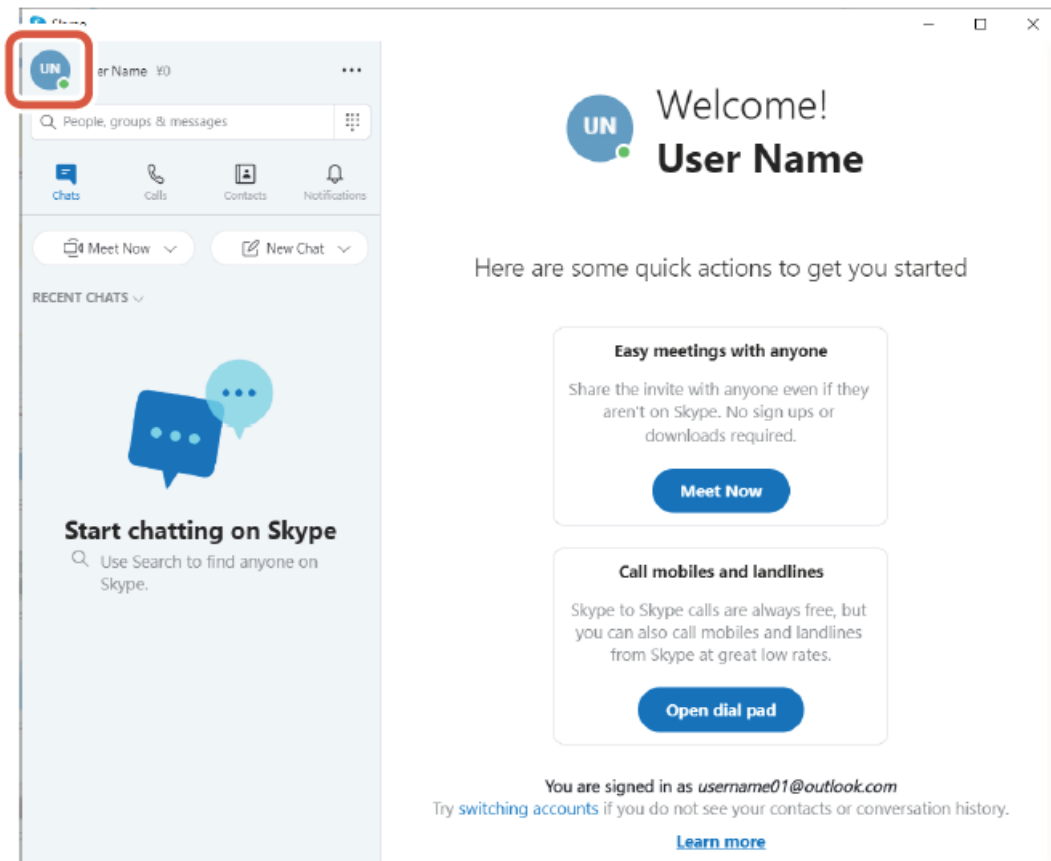 UN
er Name ¥0
People, groups & messages
Chats Calls Contacts Notifications
Meet Now
New Chat
RECENT CHATS
Start chatting on Skype
Use Search to find anyone on
Skype.
UN
Welcome!
User Name
Here are some quick actions to get you started
Easy meetings with anyone
Share the invite with anyone even if they
aren't on Skype. No sign ups or
downloads required.
Meet Now
Call mobiles and landlines
Skype to Skype calls are always free, but
you can also call mobiles and landlines
from Skype at great low rates.
Open dial pad
You are signed in as username01@outlook.com
Try switching accounts if you do not see your contacts or conversation history.
Learn more